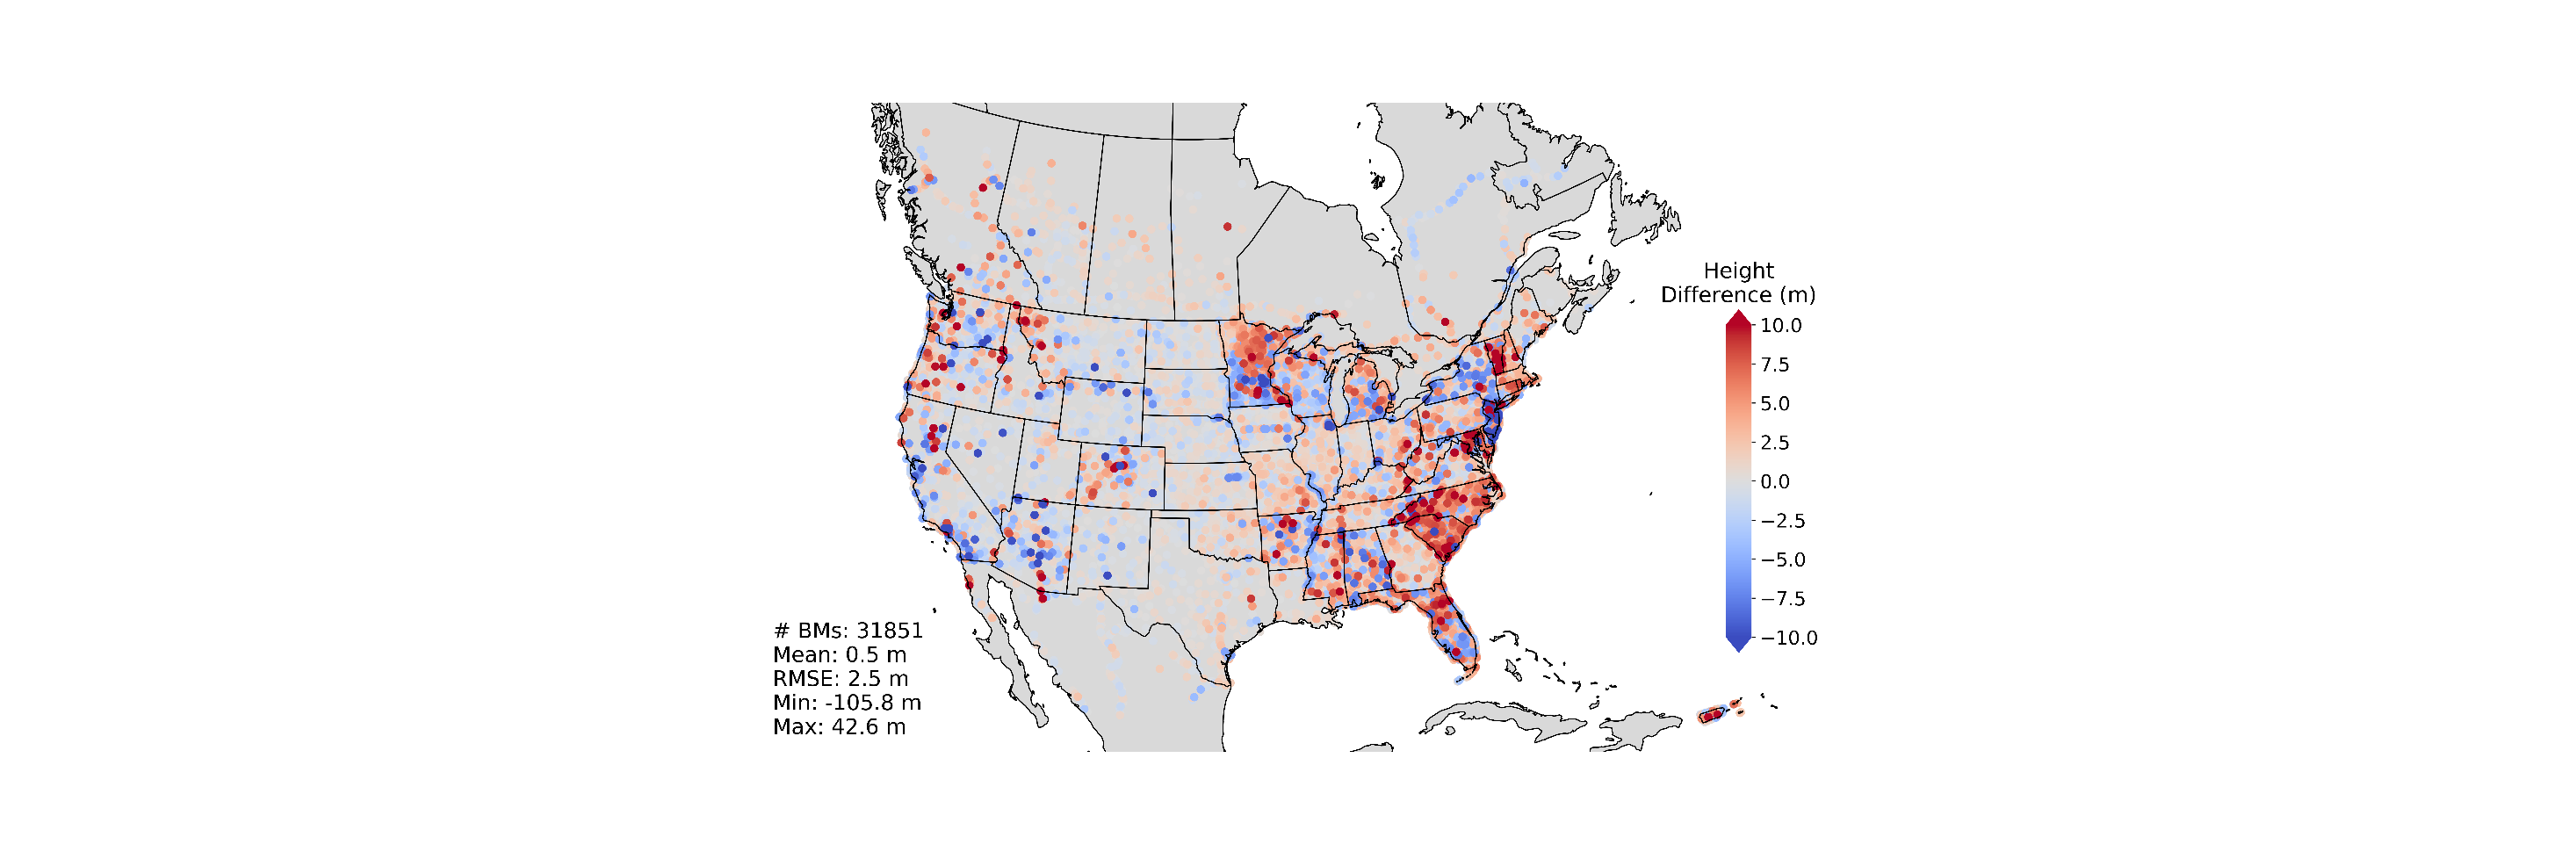 Height
Difference (m)
10.0
7.5
5.0
2.5
0.0
−2.5
−5.0
−7.5
−10.0
# BMs: 31851
Mean: 0.5 m
RMSE: 2.5 m
Min: -105.8 m
Max: 42.6 m